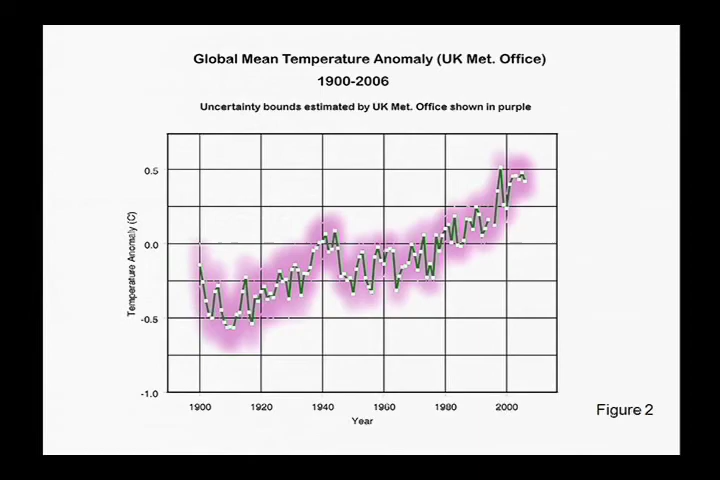 Global Mean Temperature Anomaly (UK Met. Office)
1900-2006
Uncertainty bounds estimated by UK Met. Office shown in purple
0.5
0.0
-0.5
-1.0
Temperature Anomaly (C)
1900 1920 1940 1960 1980 2000
Year
Figure 2